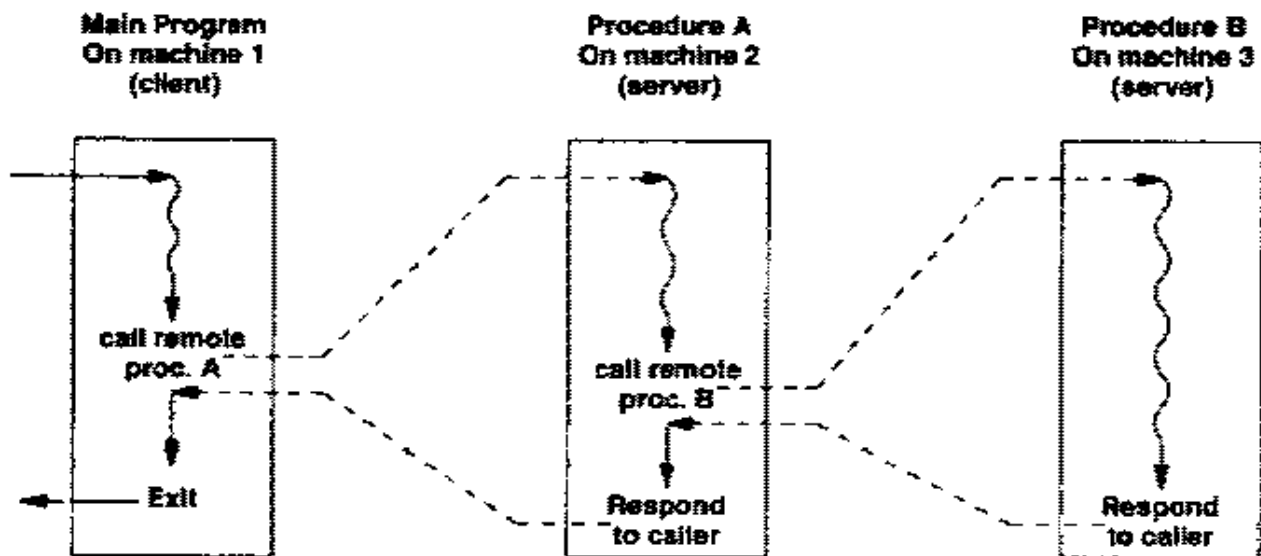 Main Program
On machine 1
(client)
Procedure A
On machine 2
(server)
Procedure B
On machine 3
(server)
call remote
proc. A
Exit
call remote
proc. B
Respond
to caller
Respond
to caller